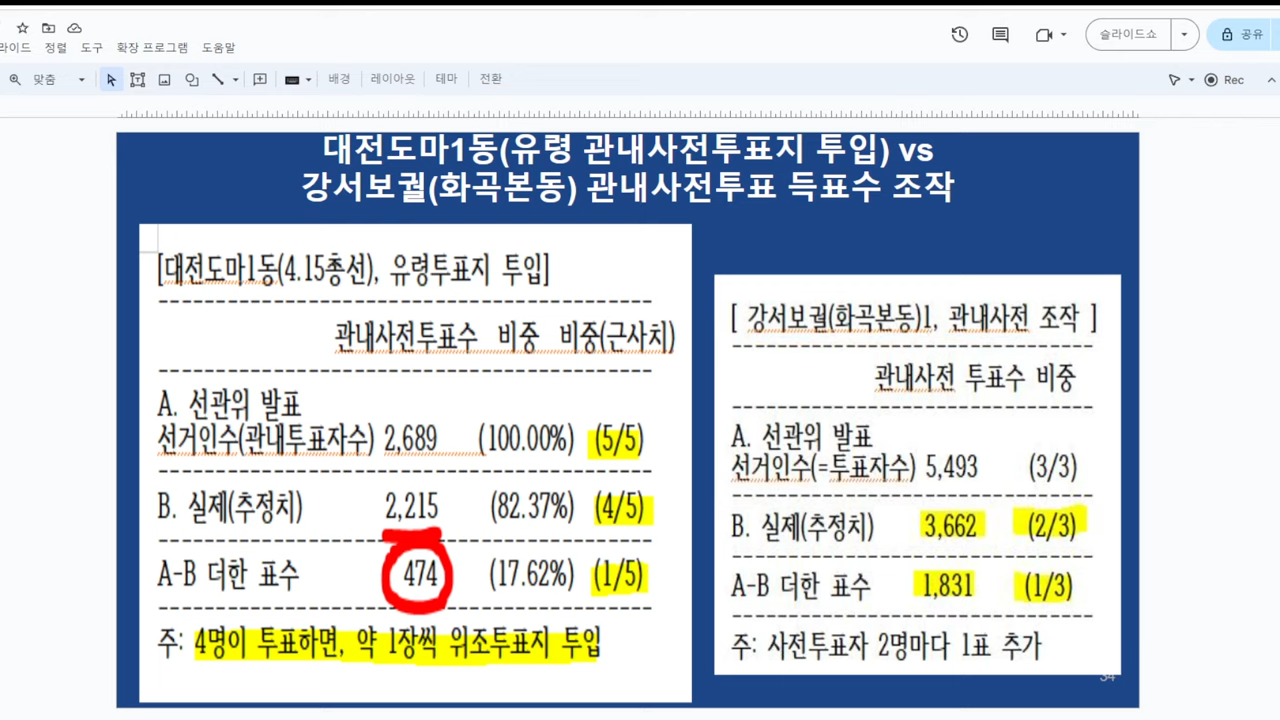 라이드 정렬 도구 확장 프로그램 도움말
슬라이드쇼
공유
맞춤
배경 레이아웃 테마 전환
Rec
대전도마1동(유령 관내사전투표지 투입) vs
강서보궐(화곡본동) 관내사전투표 득표수 조작
[대전도마1동(4.15총선), 유령투표지 투입]
관내사전투표수 비중 비중(근사치)
A. 선관위 발표
선거인수(관내투표자수) 2,689 (100.00%) (5/5)
B. 실제(추정치) 2,215 (82.37%) (4/5)
A-B 더한 표수 474 (17.62%) (1/5)
주: 4명이 투표하면, 약 1장씩 위조투표지 투입
[ 강서보궐(화곡본동)1, 관내사전 조작 ]
관내사전 투표수 비중
A. 선관위 발표
선거인수(=투표자수) 5,493 (3/3)
B. 실제(추정치) 3,662 (2/3)
A-B 더한 표수 1,831 (1/3)
주: 사전투표자 2명마다 1표 추가
34